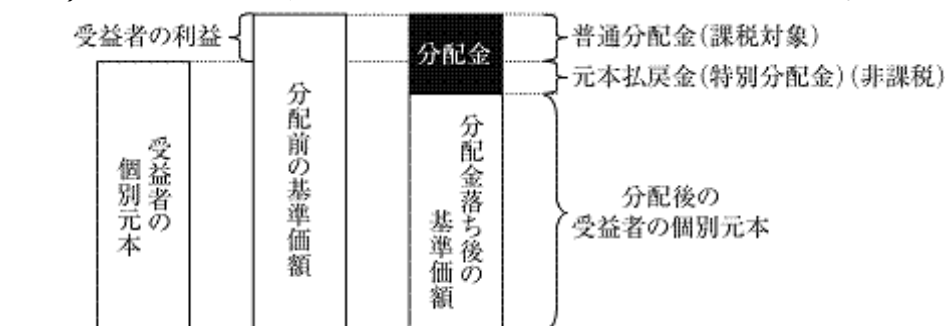 受益者の利益
分配金
普通分配金(課税対象)
元本払戻金(特別分配金)(非課税)
受益者の
個別元本
分配前の基準価額
分配金落ち後の
基準価額
分配後の
受益者の個別元本